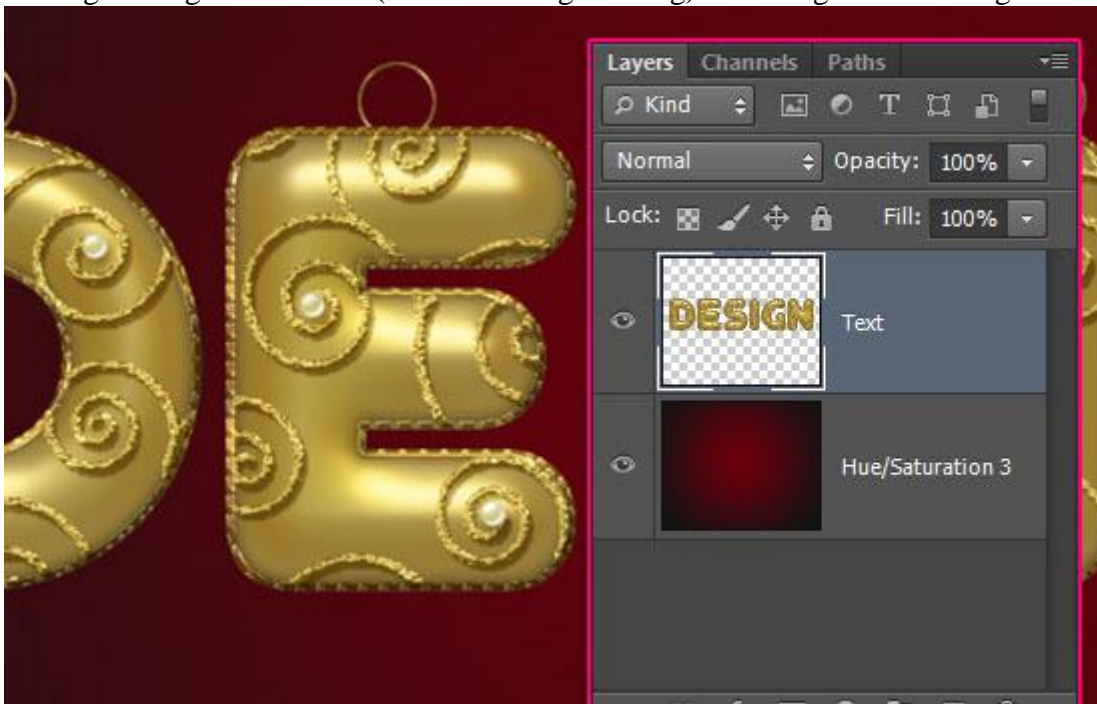 Layers Channels Paths
Kind T
Normal Opacity: 100%
Lock: Fill: 100%
DESIGN Text
Hue/Saturation 3
E